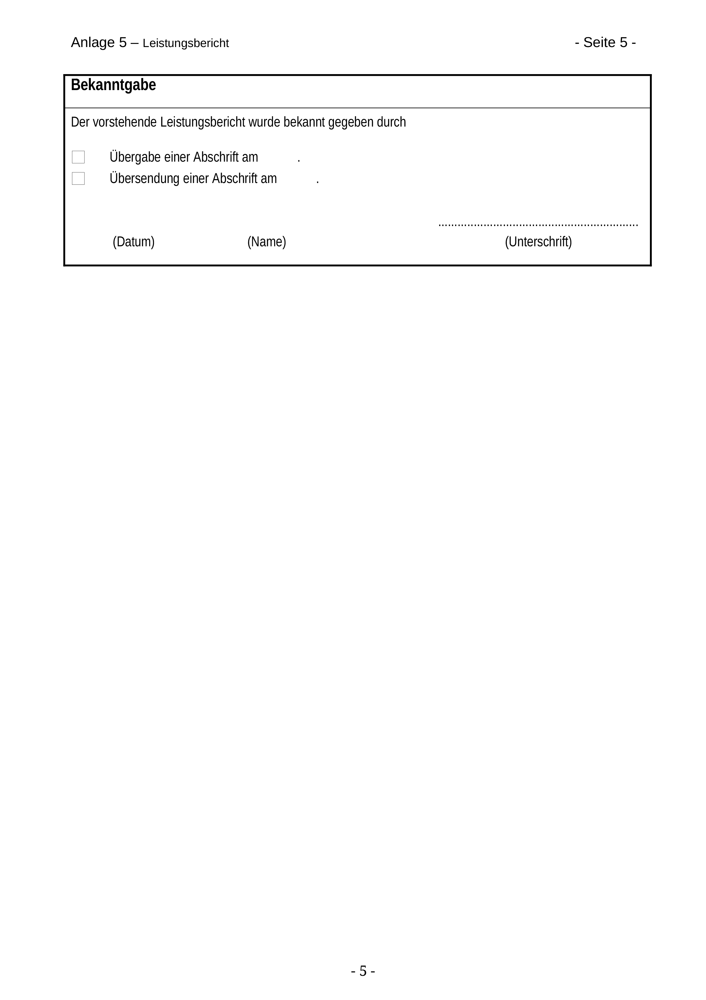 Anlage 5 – Leistungsbericht - Seite 5 -
Bekanntgabe
Der vorstehende Leistungsbericht wurde bekannt gegeben durch
Übergabe einer Abschrift am .
Übersendung einer Abschrift am .
..............................................................
(Datum) (Name) (Unterschrift)
- 5 -